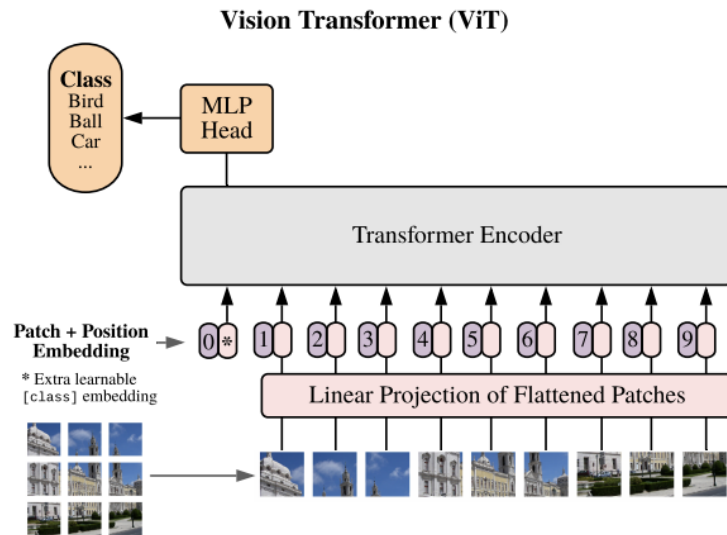 Vision Transformer (ViT)
Class
Bird
Ball
Car
...
MLP
Head
Transformer Encoder
Patch + Position
Embedding
0 * 1 2 3 4 5 6 7 8 9
* Extra learnable
[class] embedding
Linear Projection of Flattened Patches